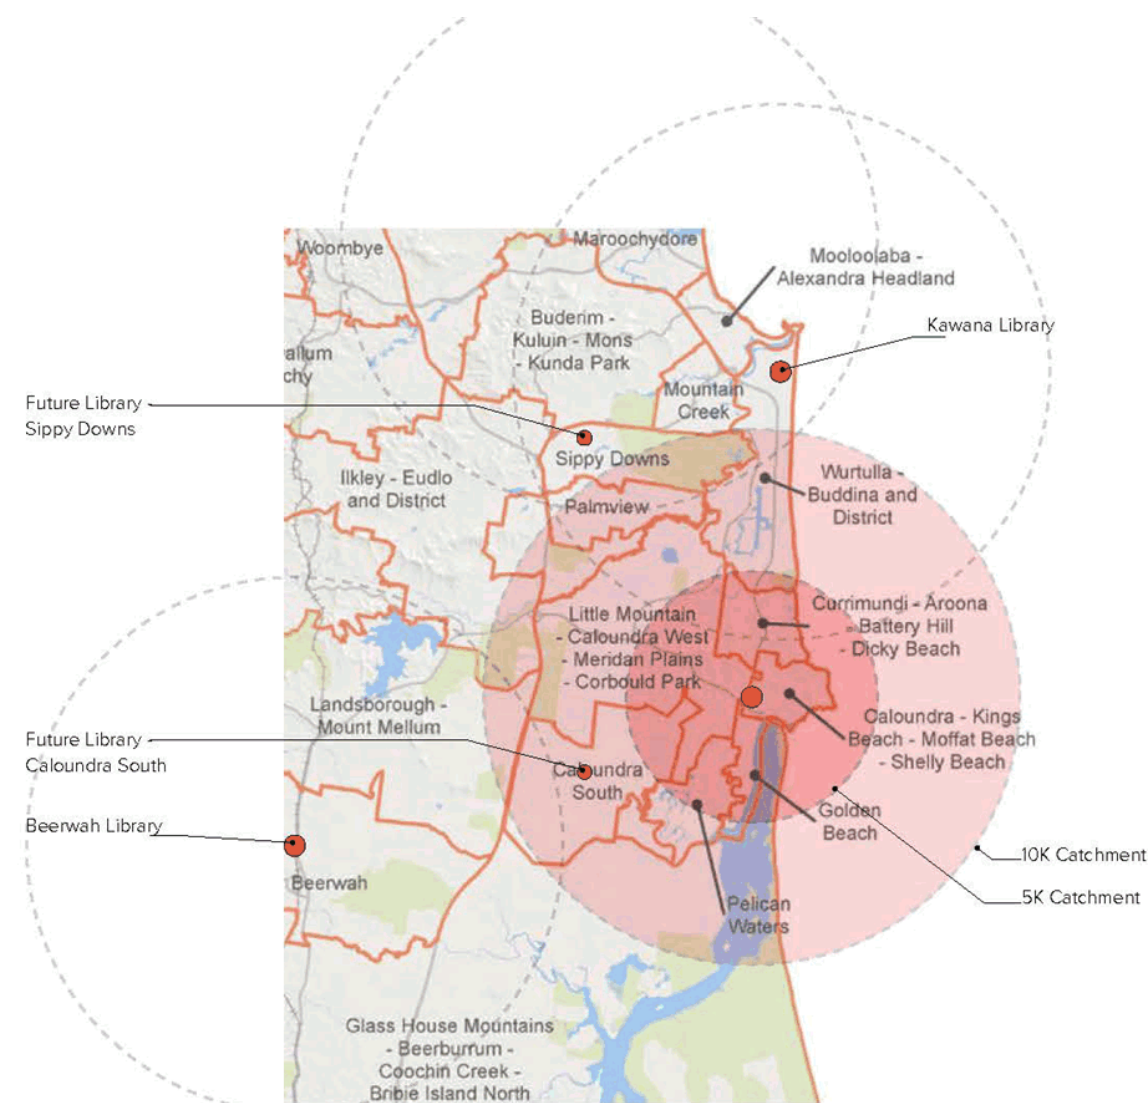 Woombye
Maroochydore
Mooloolaba -
Alexandra Headland
Buderim -
Kuluin - Mons
- Kunda Park
Kawana Library
allum
chy
Mountain
Creek
Future Library
Sippy Downs
Sippy Downs
Ilkley - Eudlo
and District
Palmview
Wurtulla -
Buddina and
District
Little Mountain
- Caloundra West
- Meridan Plains
- Corbould Park
Currimundi - Aroona
- Battery Hill
- Dicky Beach
Landsborough -
Mount Mellum
Caloundra - Kings
Beach - Moffat Beach
- Shelly Beach
Future Library
Caloundra South
Caloundra
South
Golden
Beach
Beerwah Library
10K Catchment
Beerwah
5K Catchment
Pelican
Waters
Glass House Mountains
- Beerburrum -
Coochin Creek -
Bribie Island North